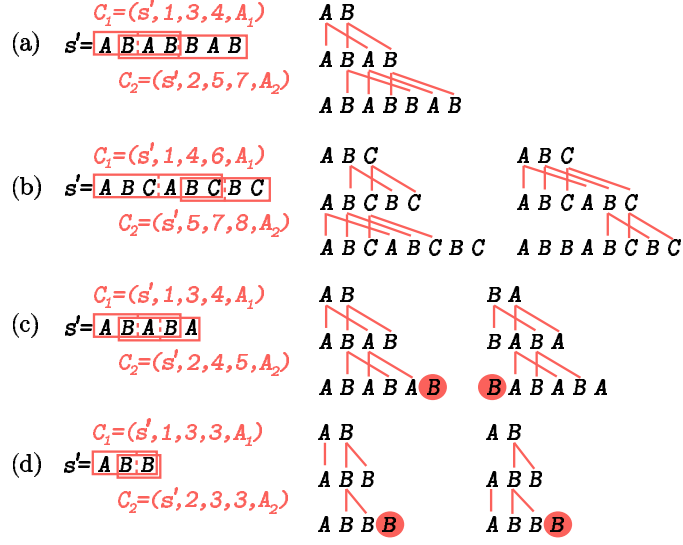 C₁=(s',1,3,4,A₁)
(a) s'= A B A B B A B
C₂=(s',2,5,7,A₂)
A B
A B A B
A B A B B A B
C₁=(s',1,4,6,A₁)
(b) s'= A B C A B C B C
C₂=(s',5,7,8,A₂)
A B C
A B C B C
A B C A B C B C
A B C
A B C A B C
A B B A B C B C
C₁=(s',1,3,4,A₁)
(c) s'= A B A B A
C₂=(s',2,4,5,A₂)
A B
A B A B
A B A B A B
B A
B A B A
B A B A B A
C₁=(s',1,3,3,A₁)
(d) s'= A B B
C₂=(s',2,3,3,A₂)
A B
A B B
A B B B
A B
A B B
A B B B